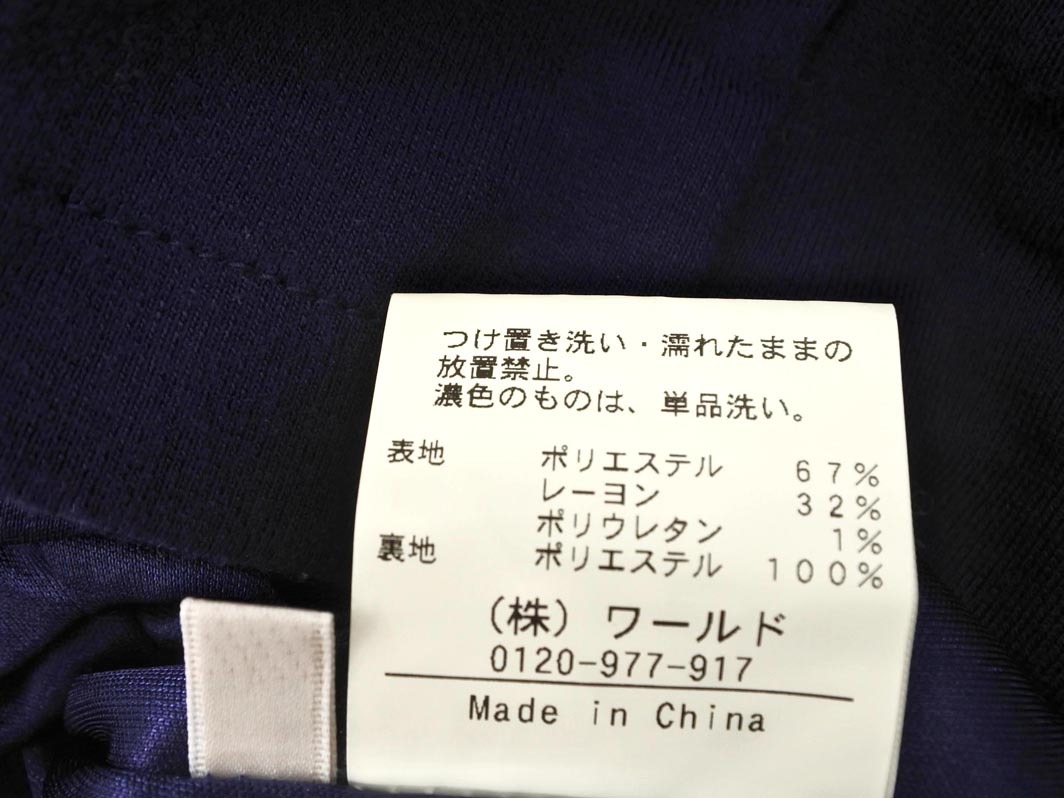 つけ置き洗い・濡れたままの
放置禁止。
濃色のものは、単品洗い。
表地 ポリエステル 67%
レーヨン 32%
ポリウレタン 1%
裏地 ポリエステル 100%
(株) ワールド
0120-977-917
Made in China